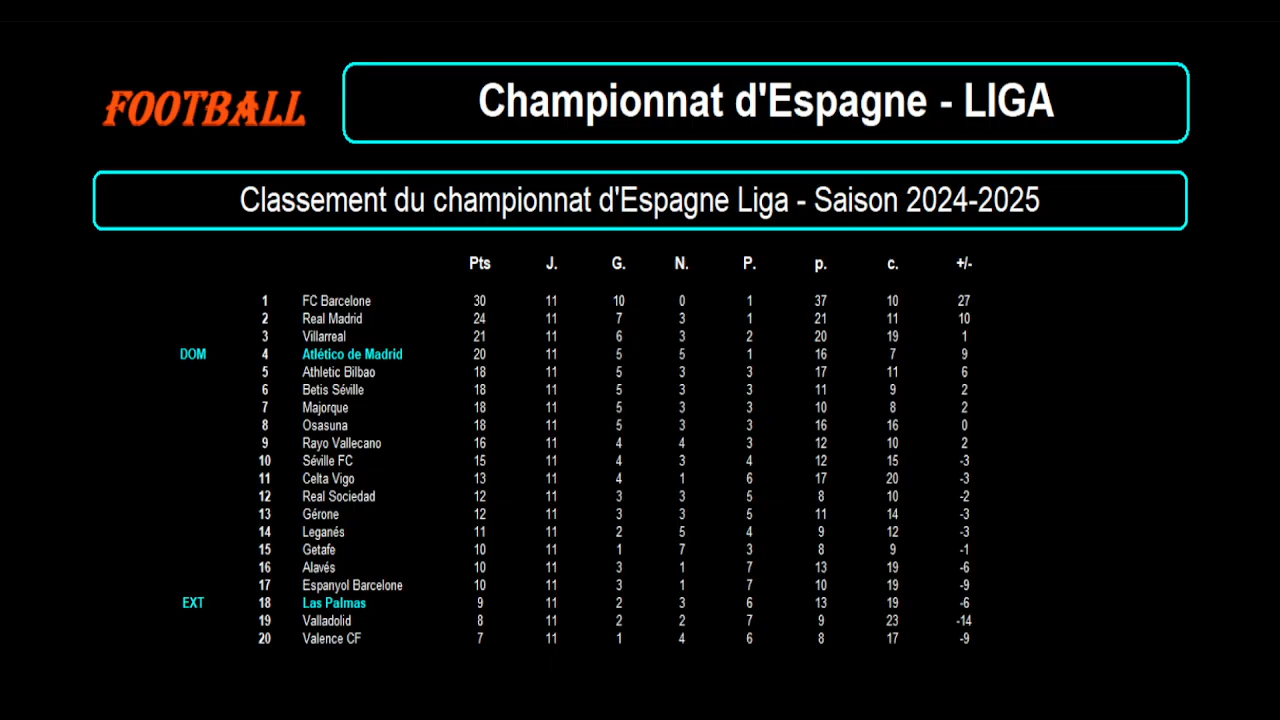 FOOTBALL
Championnat d'Espagne - LIGA
Classement du championnat d'Espagne Liga - Saison 2024-2025
Pts J. G. N. P. p. c. +/-
1 FC Barcelone 30 11 10 0 1 37 10 27
2 Real Madrid 24 11 7 3 1 21 11 10
3 Villarreal 21 11 6 3 2 20 19 1
DOM 4 Atlético de Madrid 20 11 5 5 1 16 7 9
5 Athletic Bilbao 18 11 5 3 3 17 11 6
6 Betis Séville 18 11 5 3 3 11 9 2
7 Majorque 18 11 5 3 3 10 8 2
8 Osasuna 18 11 5 3 3 16 16 0
9 Rayo Vallecano 16 11 4 4 3 12 10 2
10 Séville FC 15 11 4 3 4 12 15 -3
11 Celta Vigo 13 11 4 1 6 17 20 -3
12 Real Sociedad 12 11 3 3 5 8 10 -2
13 Gérone 12 11 3 3 5 11 14 -3
14 Leganés 11 11 2 5 4 9 12 -3
15 Getafe 10 11 1 7 3 8 9 -1
16 Alavés 10 11 3 1 7 13 19 -6
17 Espanyol Barcelone 10 11 3 1 7 10 19 -9
EXT 18 Las Palmas 9 11 2 3 6 13 19 -6
19 Valladolid 8 11 2 2 7 9 23 -14
20 Valence CF 7 11 1 4 6 8 17 -9